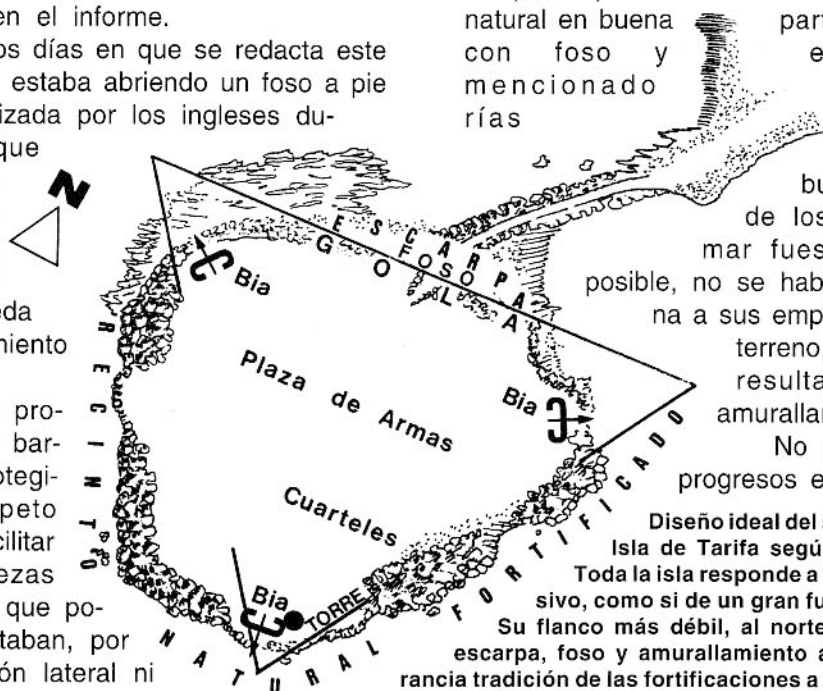 en el informe.
os días en que se redacta este
estaba abriendo un foso a pie
izada por los ingleses du-
que
eda
miento
pro-
bar-
otegi-
peto
cilitar
ezas
que po-
taban, por
ón lateral ni
natural en buena part
con foso y e
mencionado
rías
bu
de los
mar fues
posible, no se hab
na a sus emp
terreno
resulta
amurallar
No
progresos e
N
ESCARPA
FOSO
GOLA
Bia
Plaza de Armas
Bia
Cuarteles
Bia
TORRE
RECINTO
NATURAL FORTIFICADO
Diseño ideal del
Isla de Tarifa segú
Toda la isla responde a
sivo, como si de un gran fu
Su flanco más débil, al norte
escarpa, foso y amurallamiento a
rancia tradición de las fortificaciones a